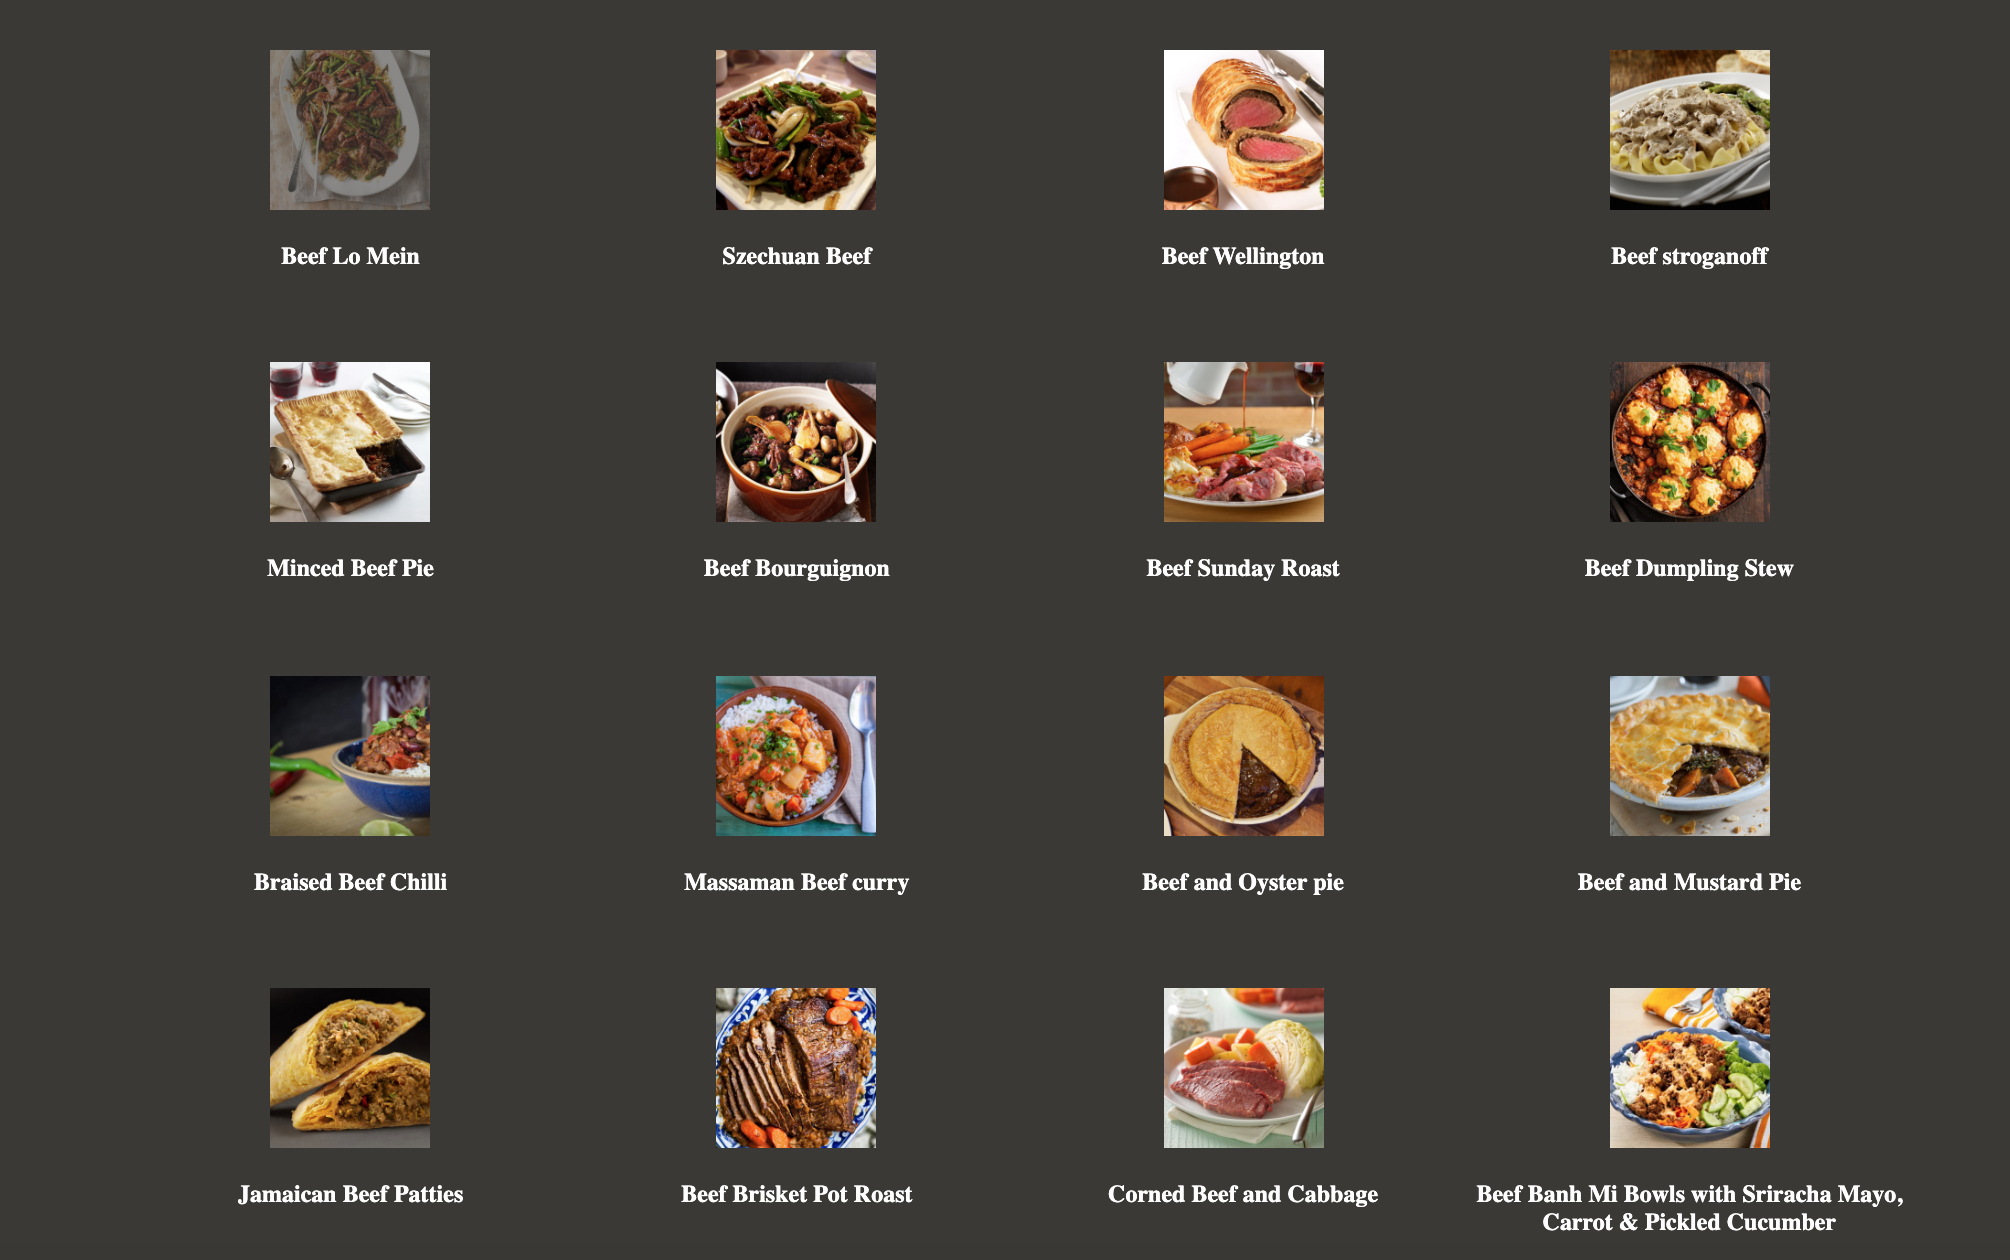 Beef Lo Mein
Szechuan Beef
Beef Wellington
Beef stroganoff
Minced Beef Pie
Beef Bourguignon
Beef Sunday Roast
Beef Dumpling Stew
Braised Beef Chilli
Massaman Beef curry
Beef and Oyster pie
Beef and Mustard Pie
Jamaican Beef Patties
Beef Brisket Pot Roast
Corned Beef and Cabbage
Beef Banh Mi Bowls with Sriracha Mayo,
Carrot & Pickled Cucumber